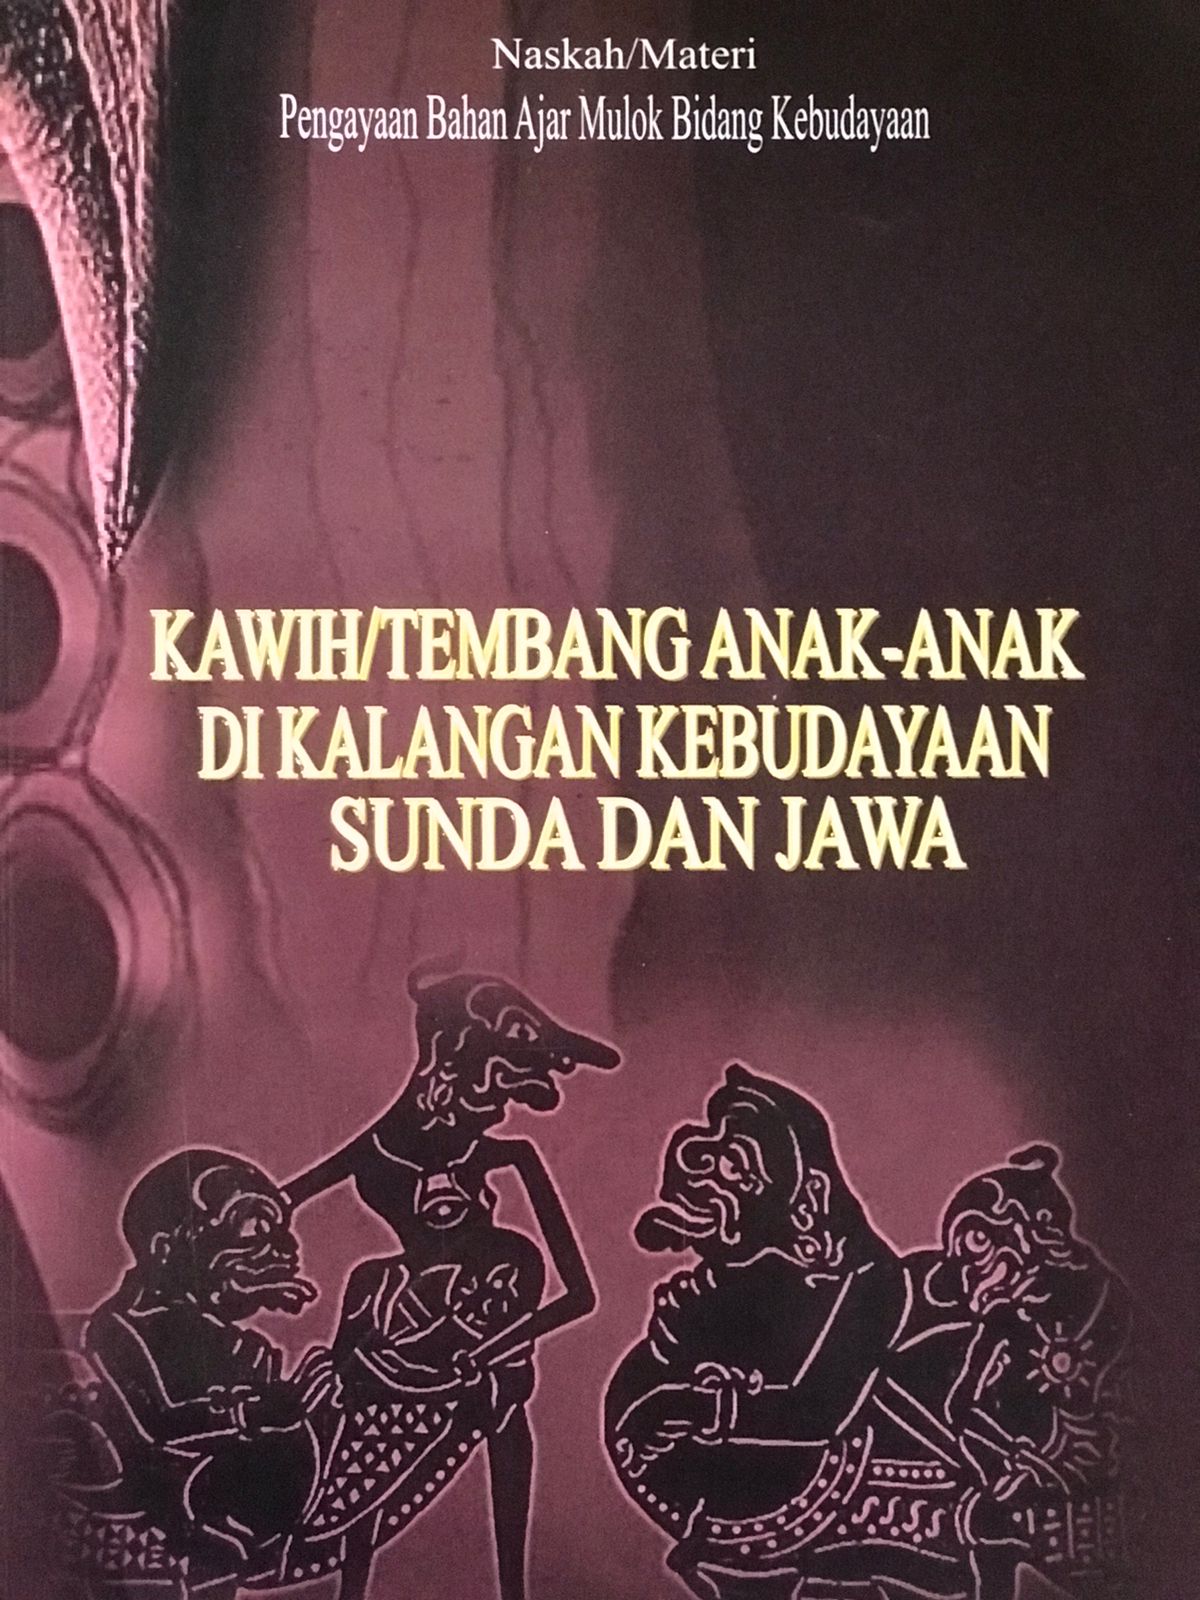 Naskah/Materi
Pengayaan Bahan Ajar Mulok Bidang Kebudayaan
KAWIH/TEMBANG ANAK-ANAK
DI KALANGAN KEBUDAYAAN
SUNDA DAN JAWA